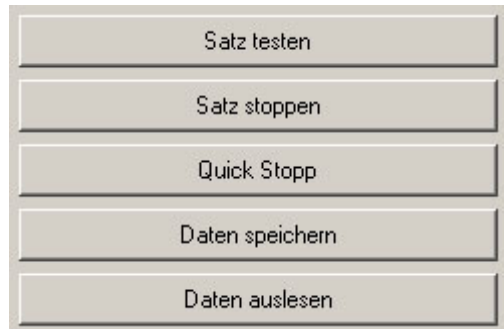 Satz testen
Satz stoppen
Quick Stopp
Daten speichern
Daten auslesen